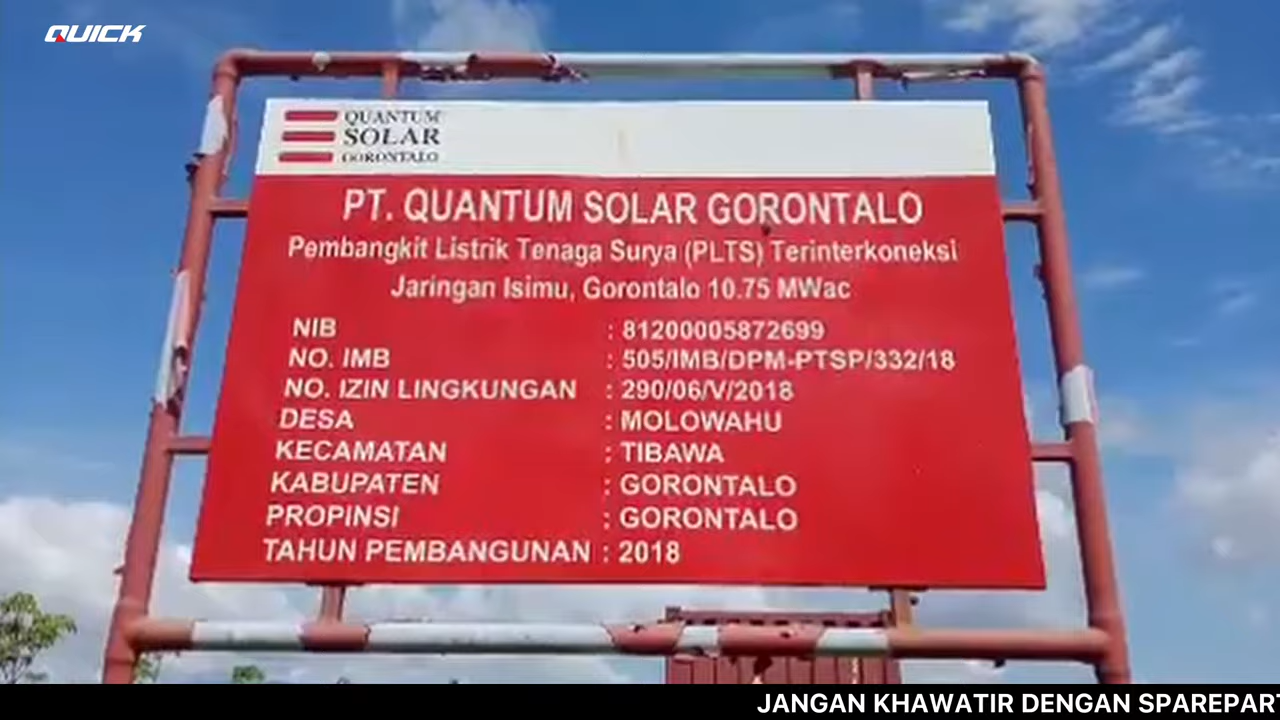 QUICK
QUANTUM
SOLAR
GORONTALO
PT. QUANTUM SOLAR GORONTALO
Pembangkit Listrik Tenaga Surya (PLTS) Terinterkoneksi
Jaringan Isimu, Gorontalo 10.75 MWac
NIB : 81200005872699
NO. IMB : 505/IMB/DPM-PTSP/332/18
NO. IZIN LINGKUNGAN : 290/06/V/2018
DESA : MOLOWAHU
KECAMATAN : TIBAWA
KABUPATEN : GORONTALO
PROPINSI : GORONTALO
TAHUN PEMBANGUNAN : 2018
JANGAN KHAWATIR DENGAN SPAREPART